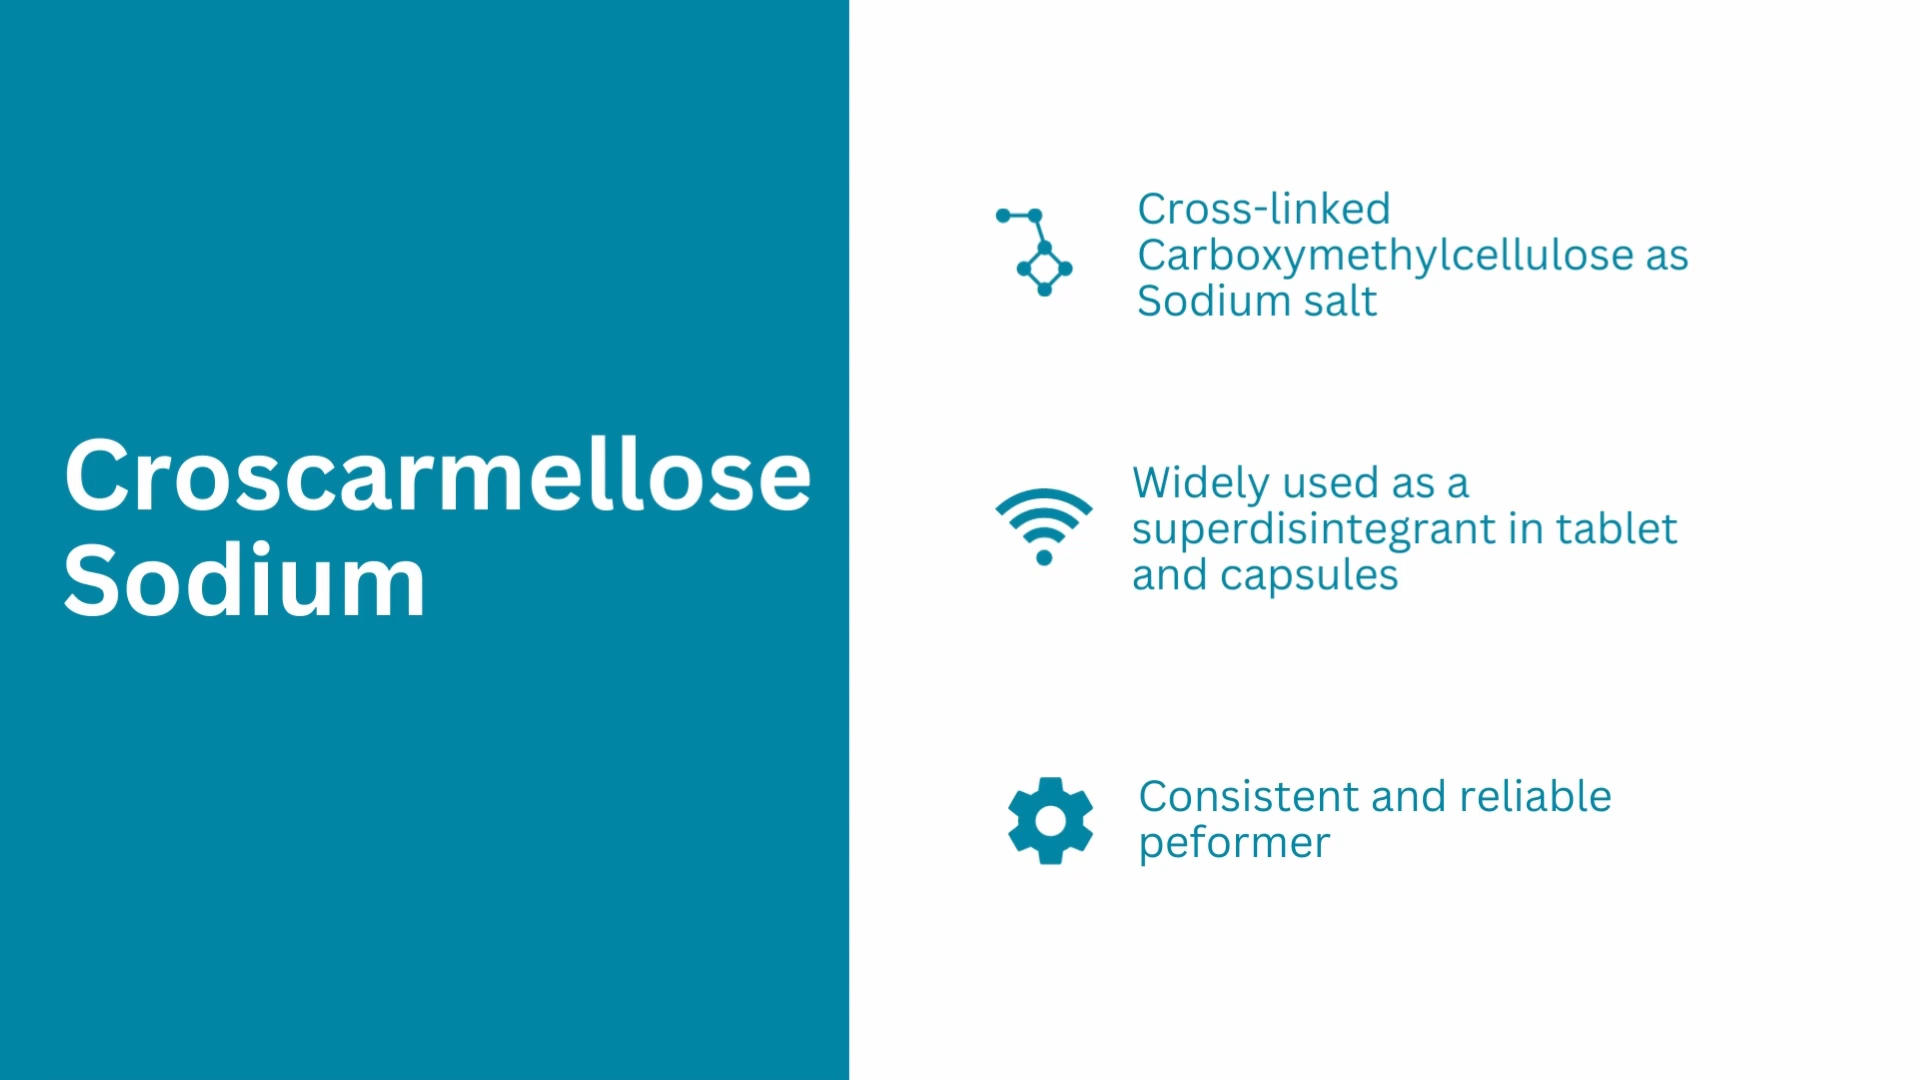 Croscarmellose
Sodium
Cross-linked
Carboxymethylcellulose as
Sodium salt
Widely used as a
superdisintegrant in tablet
and capsules
Consistent and reliable
peformer